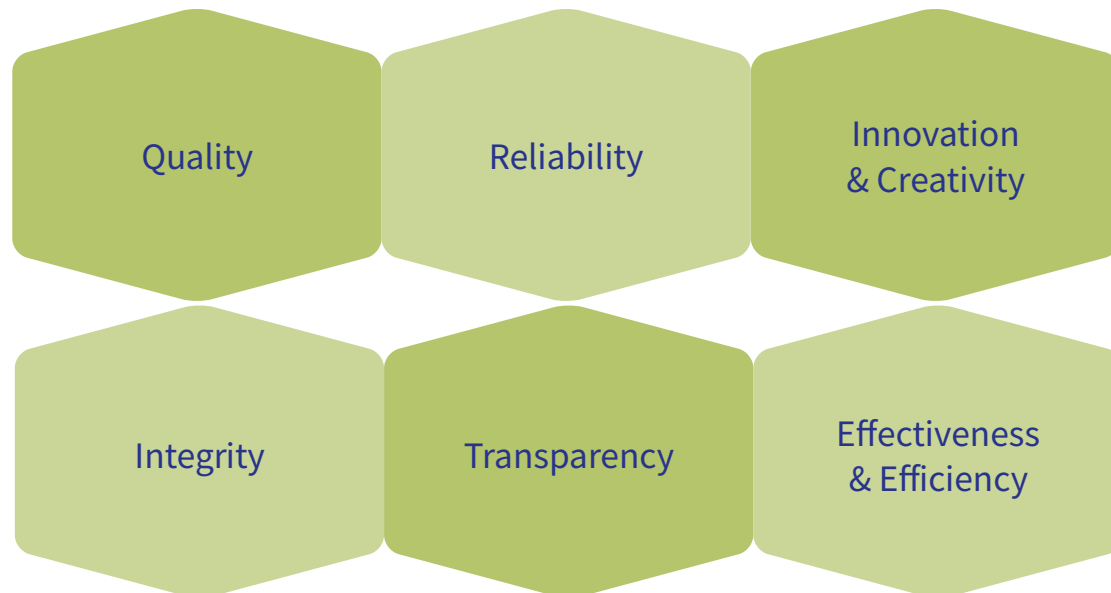 Quality
Reliability
Innovation
& Creativity
Integrity
Transparency
Effectiveness
& Efficiency